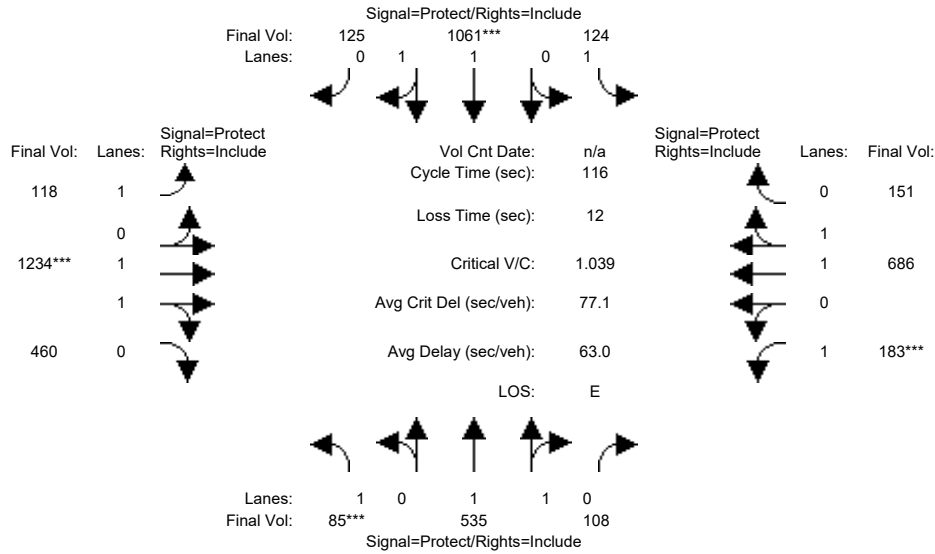 Signal=Protect/Rights=Include
Final Vol: 125 1061*** 124
Lanes: 0 1 1 0 1
Signal=Protect
Final Vol: Lanes: Rights=Include
Vol Cnt Date: n/a
Signal=Protect
Rights=Include Lanes: Final Vol:
Cycle Time (sec): 116
118 1
0 151
Loss Time (sec): 12
0
1
1234*** 1
Critical V/C: 1.039
1 686
1
Avg Crit Del (sec/veh): 77.1
0
460 0
Avg Delay (sec/veh): 63.0
1 183***
LOS: E
Lanes: 1 0 1 1 0
Final Vol: 85*** 535 108
Signal=Protect/Rights=Include